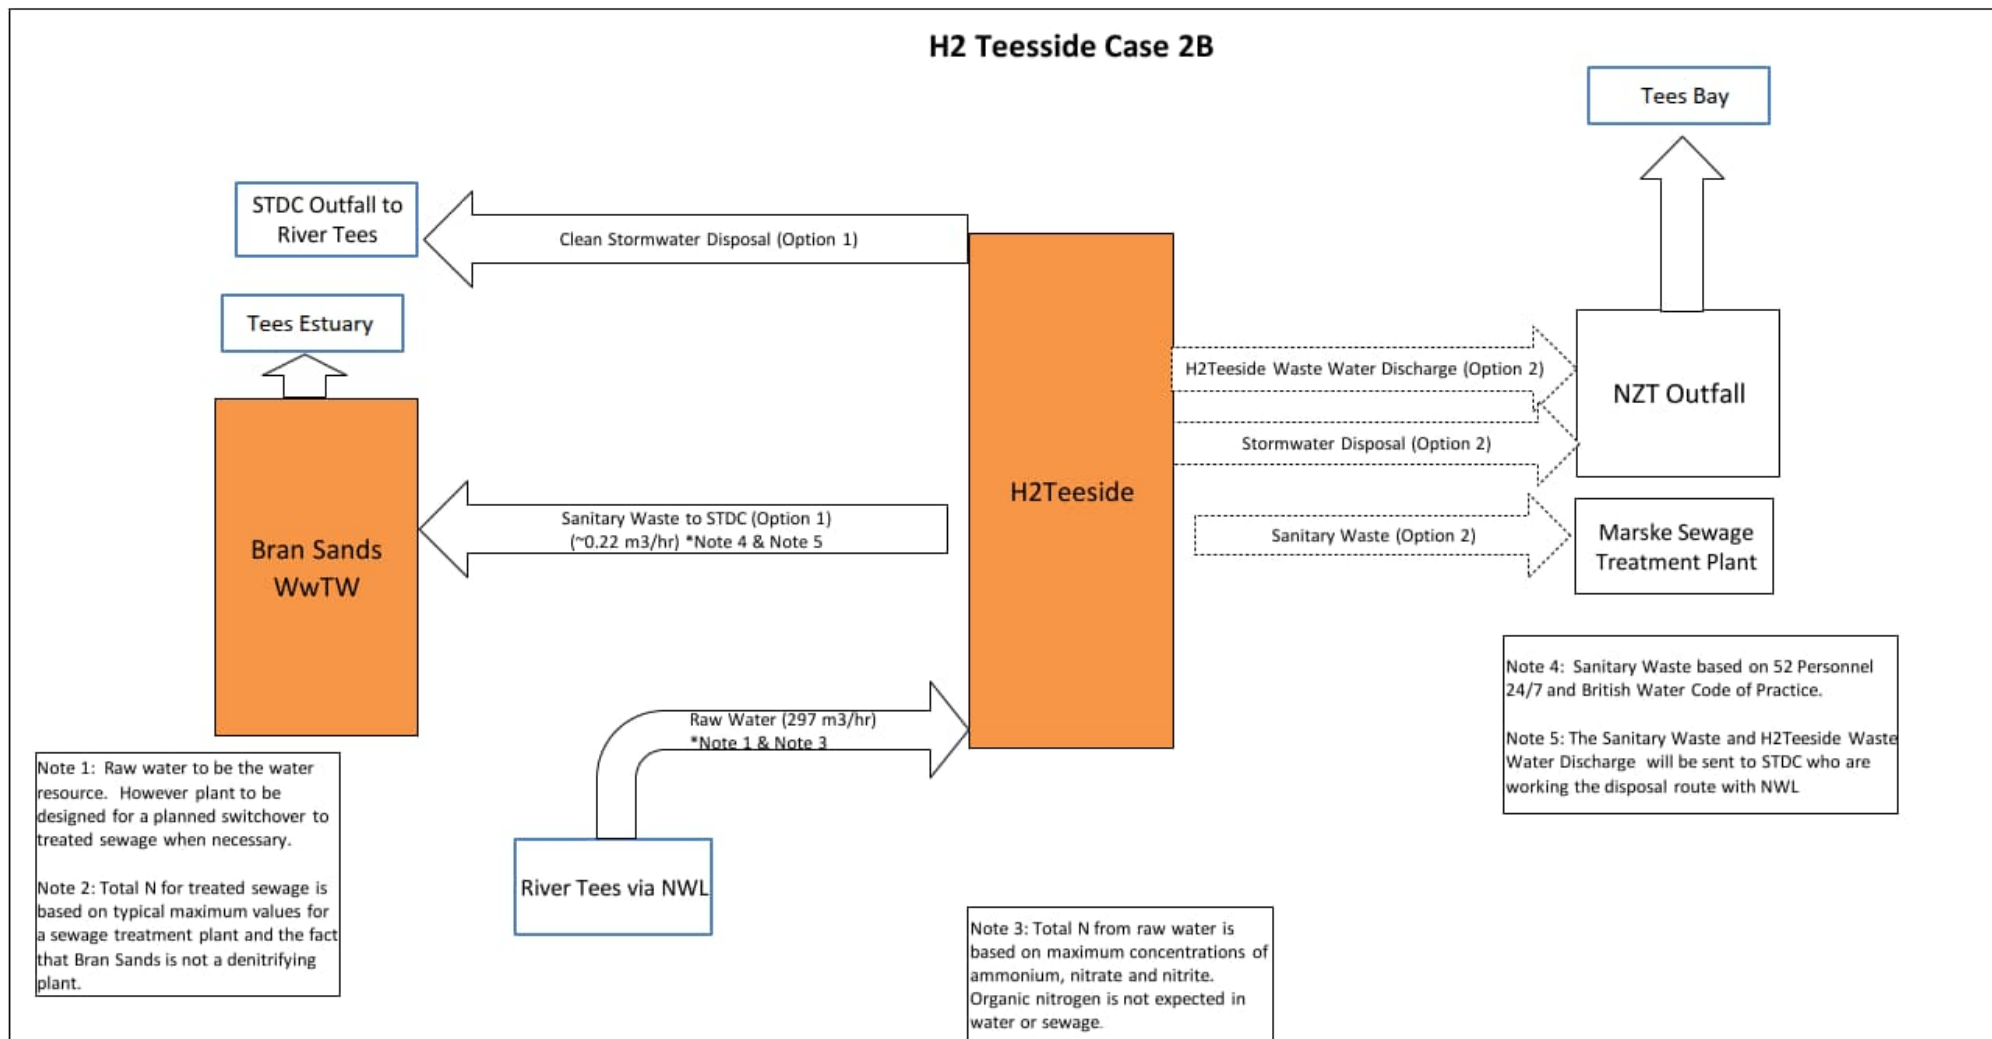 H2 Teesside Case 2B
Tees Bay
STDC Outfall to
River Tees
Clean Stormwater Disposal (Option 1)
Tees Estuary
H2Teeside Waste Water Discharge (Option 2)
NZT Outfall
Stormwater Disposal (Option 2)
H2Teeside
Bran Sands
WwTW
Sanitary Waste to STDC (Option 1)
(~0.22 m3/hr) *Note 4 & Note 5
Sanitary Waste (Option 2)
Marske Sewage
Treatment Plant
Raw Water (297 m3/hr)
*Note 1 & Note 3
River Tees via NWL
Note 4: Sanitary Waste based on 52 Personnel
24/7 and British Water Code of Practice.
Note 5: The Sanitary Waste and H2Teeside Waste
Water Discharge will be sent to STDC who are
working the disposal route with NWL
Note 1: Raw water to be the water
resource. However plant to be
designed for a planned switchover to
treated sewage when necessary.
Note 2: Total N for treated sewage is
based on typical maximum values for
a sewage treatment plant and the fact
that Bran Sands is not a denitrifying
plant.
Note 3: Total N from raw water is
based on maximum concentrations of
ammonium, nitrate and nitrite.
Organic nitrogen is not expected in
water or sewage.